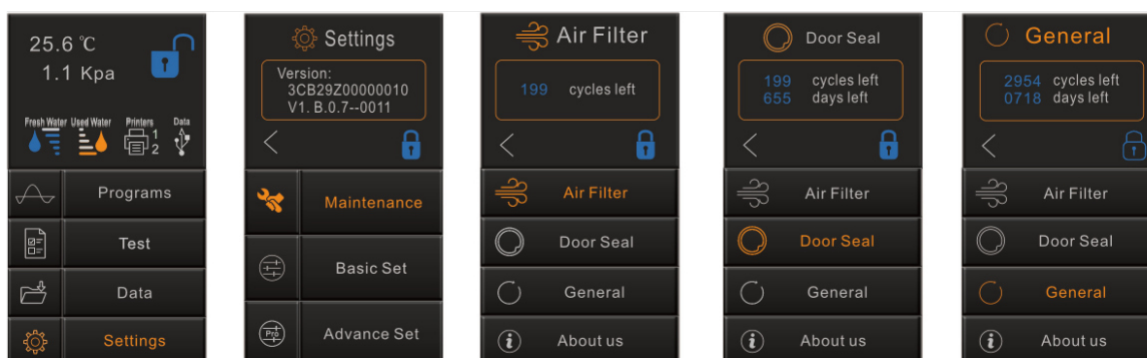 25.6 ℃
1.1 Kpa
Fresh Water Used Water Printers Data
1
2
Programs
Test
Data
Settings
Settings
Version:
3CB29Z00000010
V1. B.0.7--0011
Maintenance
Basic Set
Pro
Advance Set
Air Filter
199 cycles left
Air Filter
Door Seal
General
About us
Door Seal
199 cycles left
655 days left
Air Filter
Door Seal
General
About us
General
2954 cycles left
0718 days left
Air Filter
Door Seal
General
About us